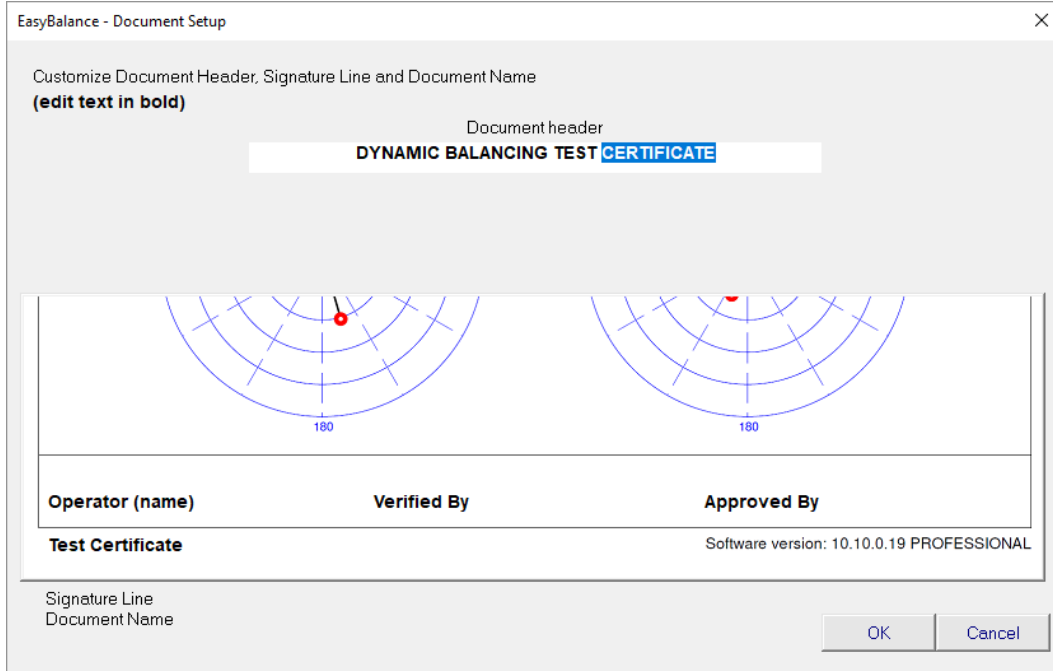 EasyBalance - Document Setup
Customize Document Header, Signature Line and Document Name
(edit text in bold)
Document header
DYNAMIC BALANCING TEST CERTIFICATE
180 180
Operator (name) Verified By Approved By
Test Certificate Software version: 10.10.0.19 PROFESSIONAL
Signature Line
Document Name
OK Cancel